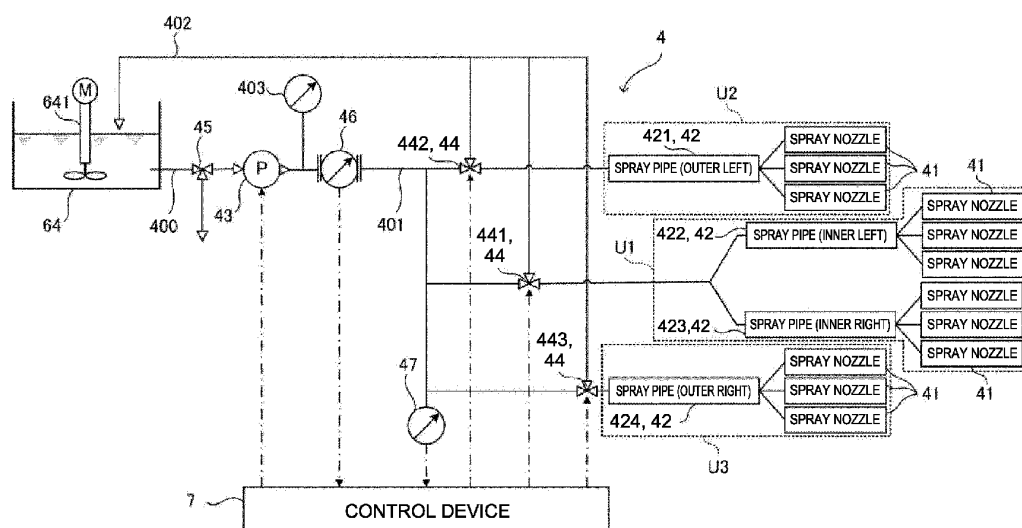 402
4
M
641
403
46
U2
45
442, 44
421, 42
SPRAY NOZZLE
SPRAY PIPE (OUTER LEFT)
SPRAY NOZZLE
41
SPRAY NOZZLE
P
43
64
400
401
41
SPRAY NOZZLE
422, 42
SPRAY PIPE (INNER LEFT)
SPRAY NOZZLE
441,
44
U1
SPRAY NOZZLE
SPRAY NOZZLE
423,42
SPRAY PIPE (INNER RIGHT)
SPRAY NOZZLE
443,
44
SPRAY NOZZLE
41
47
SPRAY NOZZLE
SPRAY PIPE (OUTER RIGHT)
SPRAY NOZZLE
41
424, 42
SPRAY NOZZLE
U3
7
CONTROL DEVICE